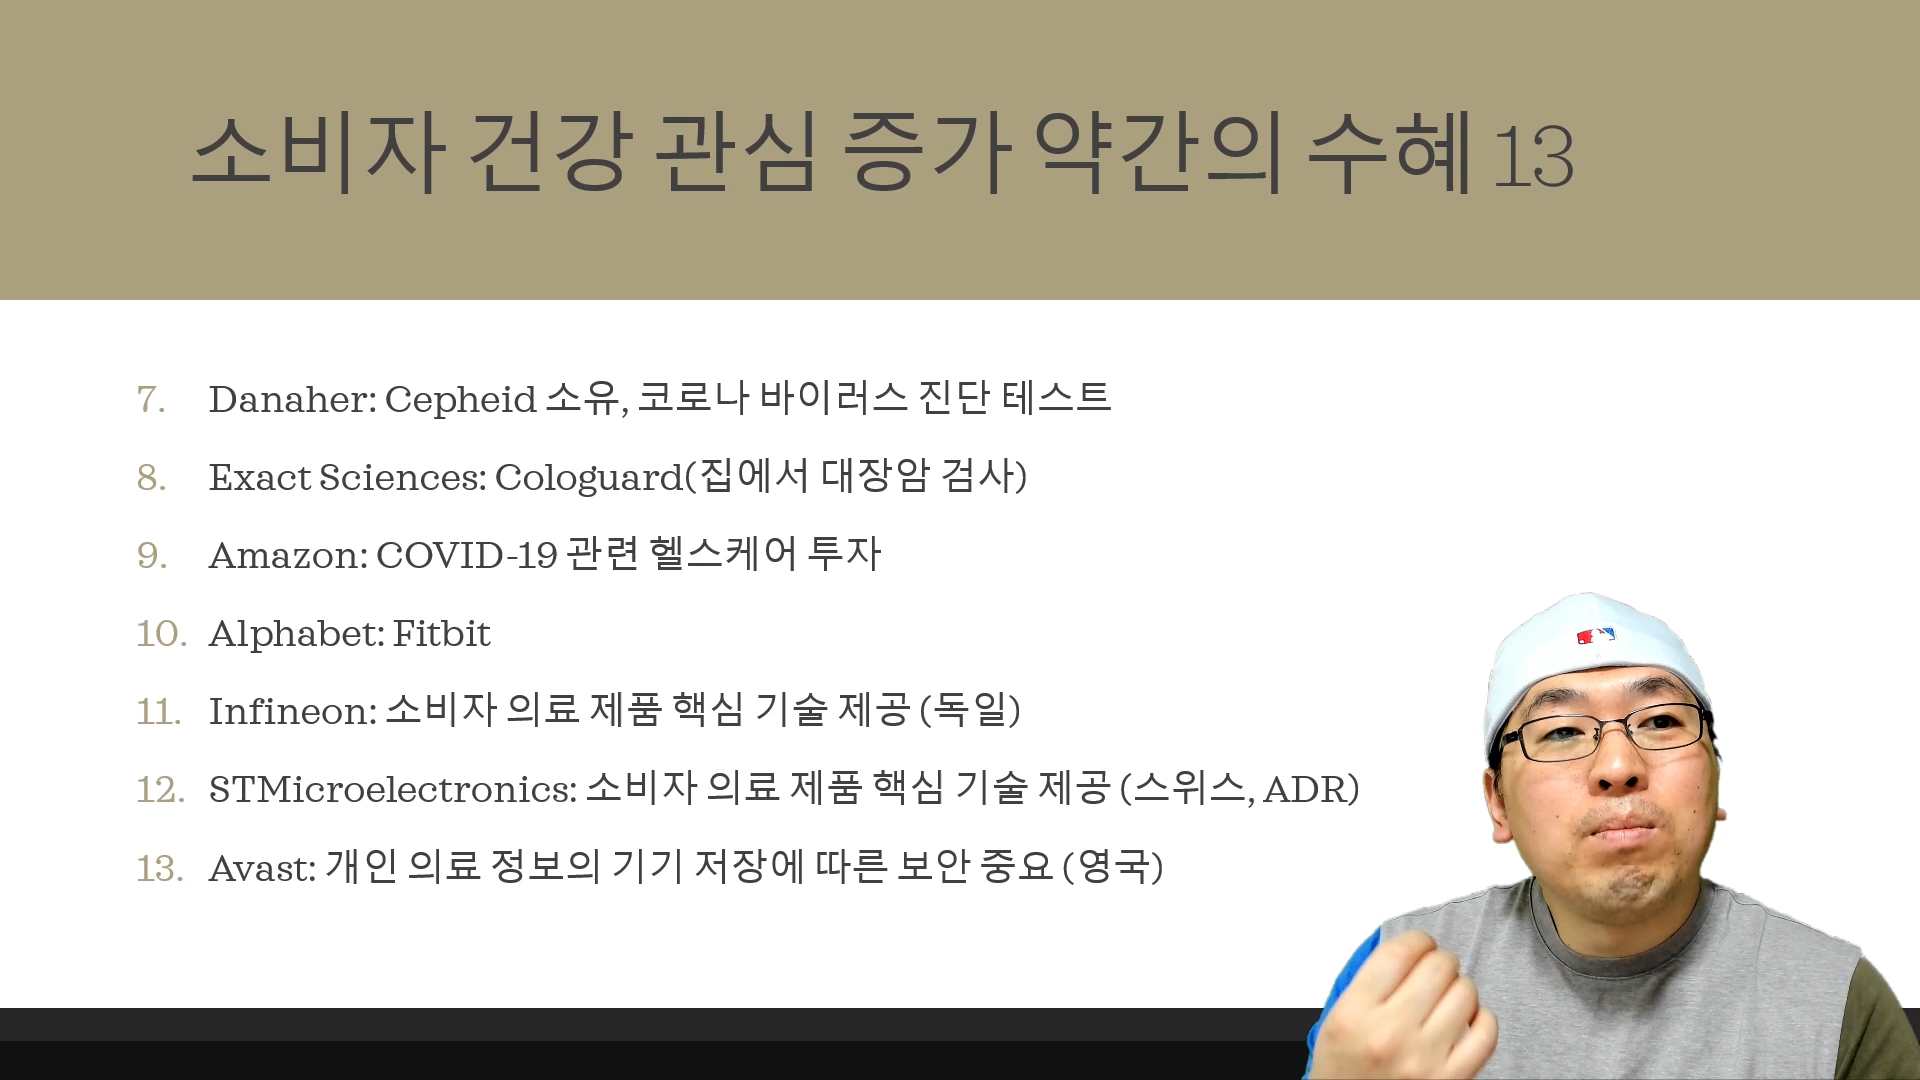 소비자 건강 관심 증가 약간의 수혜 13
7. Danaher: Cepheid 소유, 코로나 바이러스 진단 테스트
8. Exact Sciences: Cologuard(집에서 대장암 검사)
9. Amazon: COVID-19 관련 헬스케어 투자
10. Alphabet: Fitbit
11. Infineon: 소비자 의료 제품 핵심 기술 제공 (독일)
12. STMicroelectronics: 소비자 의료 제품 핵심 기술 제공 (스위스, ADR)
13. Avast: 개인 의료 정보의 기기 저장에 따른 보안 중요 (영국)